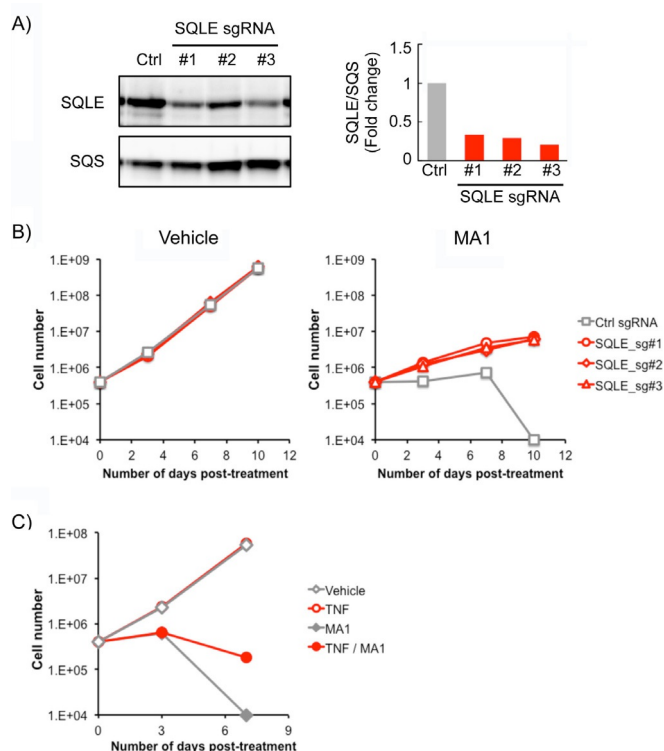 A)
SQLE sgRNA
Ctrl #1 #2 #3
SQLE
SQS
SQLE/SQS
(Fold change)
1.5
1
0.5
0
Ctrl #1 #2 #3
SQLE sgRNA
B)
Vehicle
Cell number
1.E+09
1.E+08
1.E+07
1.E+06
1.E+05
1.E+04
0 2 4 6 8 10 12
Number of days post-treatment
MA1
Cell number
1.E+09
1.E+08
1.E+07
1.E+06
1.E+05
1.E+04
0 2 4 6 8 10 12
Number of days post-treatment
Ctrl sgRNA
SQLE_sg#1
SQLE_sg#2
SQLE_sg#3
C)
Cell number
1.E+08
1.E+07
1.E+06
1.E+05
1.E+04
0 3 6 9
Number of days post-treatment
Vehicle
TNF
MA1
TNF / MA1